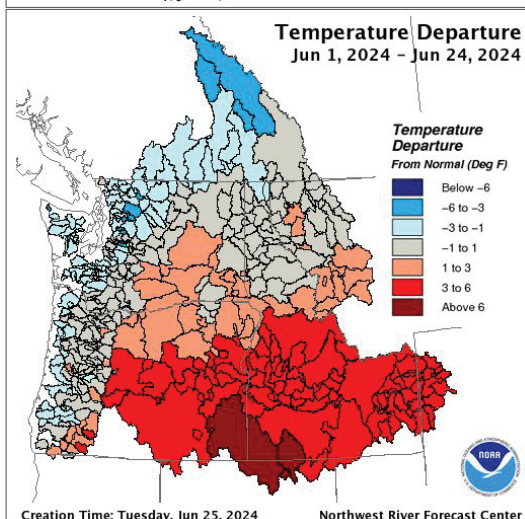 Temperature Departure
Jun 1, 2024 - Jun 24, 2024
Temperature
Departure
From Normal (Deg F)
Below -6
-6 to -3
-3 to -1
-1 to 1
1 to 3
3 to 6
Above 6
NOAA
Creation Time: Tuesday, Jun 25, 2024
Northwest River Forecast Center